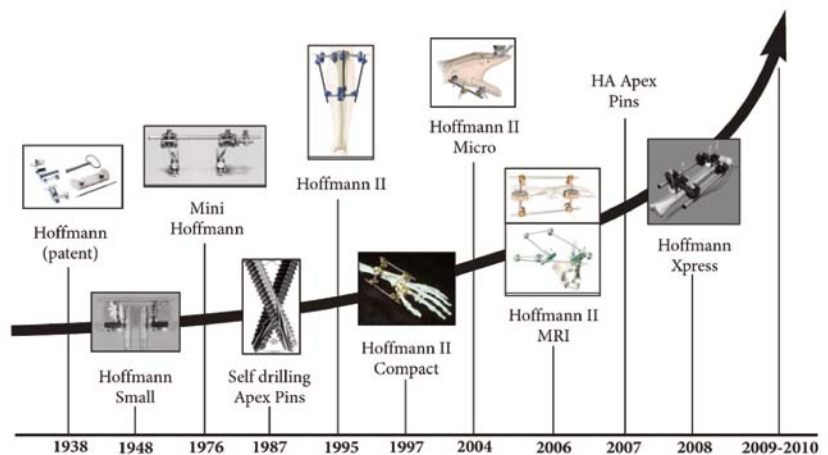 Hoffmann
(patent)
Hoffmann
Small
Mini
Hoffmann
Self drilling
Apex Pins
Hoffmann II
Hoffmann II
Compact
Hoffmann II
Micro
Hoffmann II
MRI
HA Apex
Pins
Hoffmann
Xpress
1938
1948
1976
1987
1995
1997
2004
2006
2007
2008
2009-2010